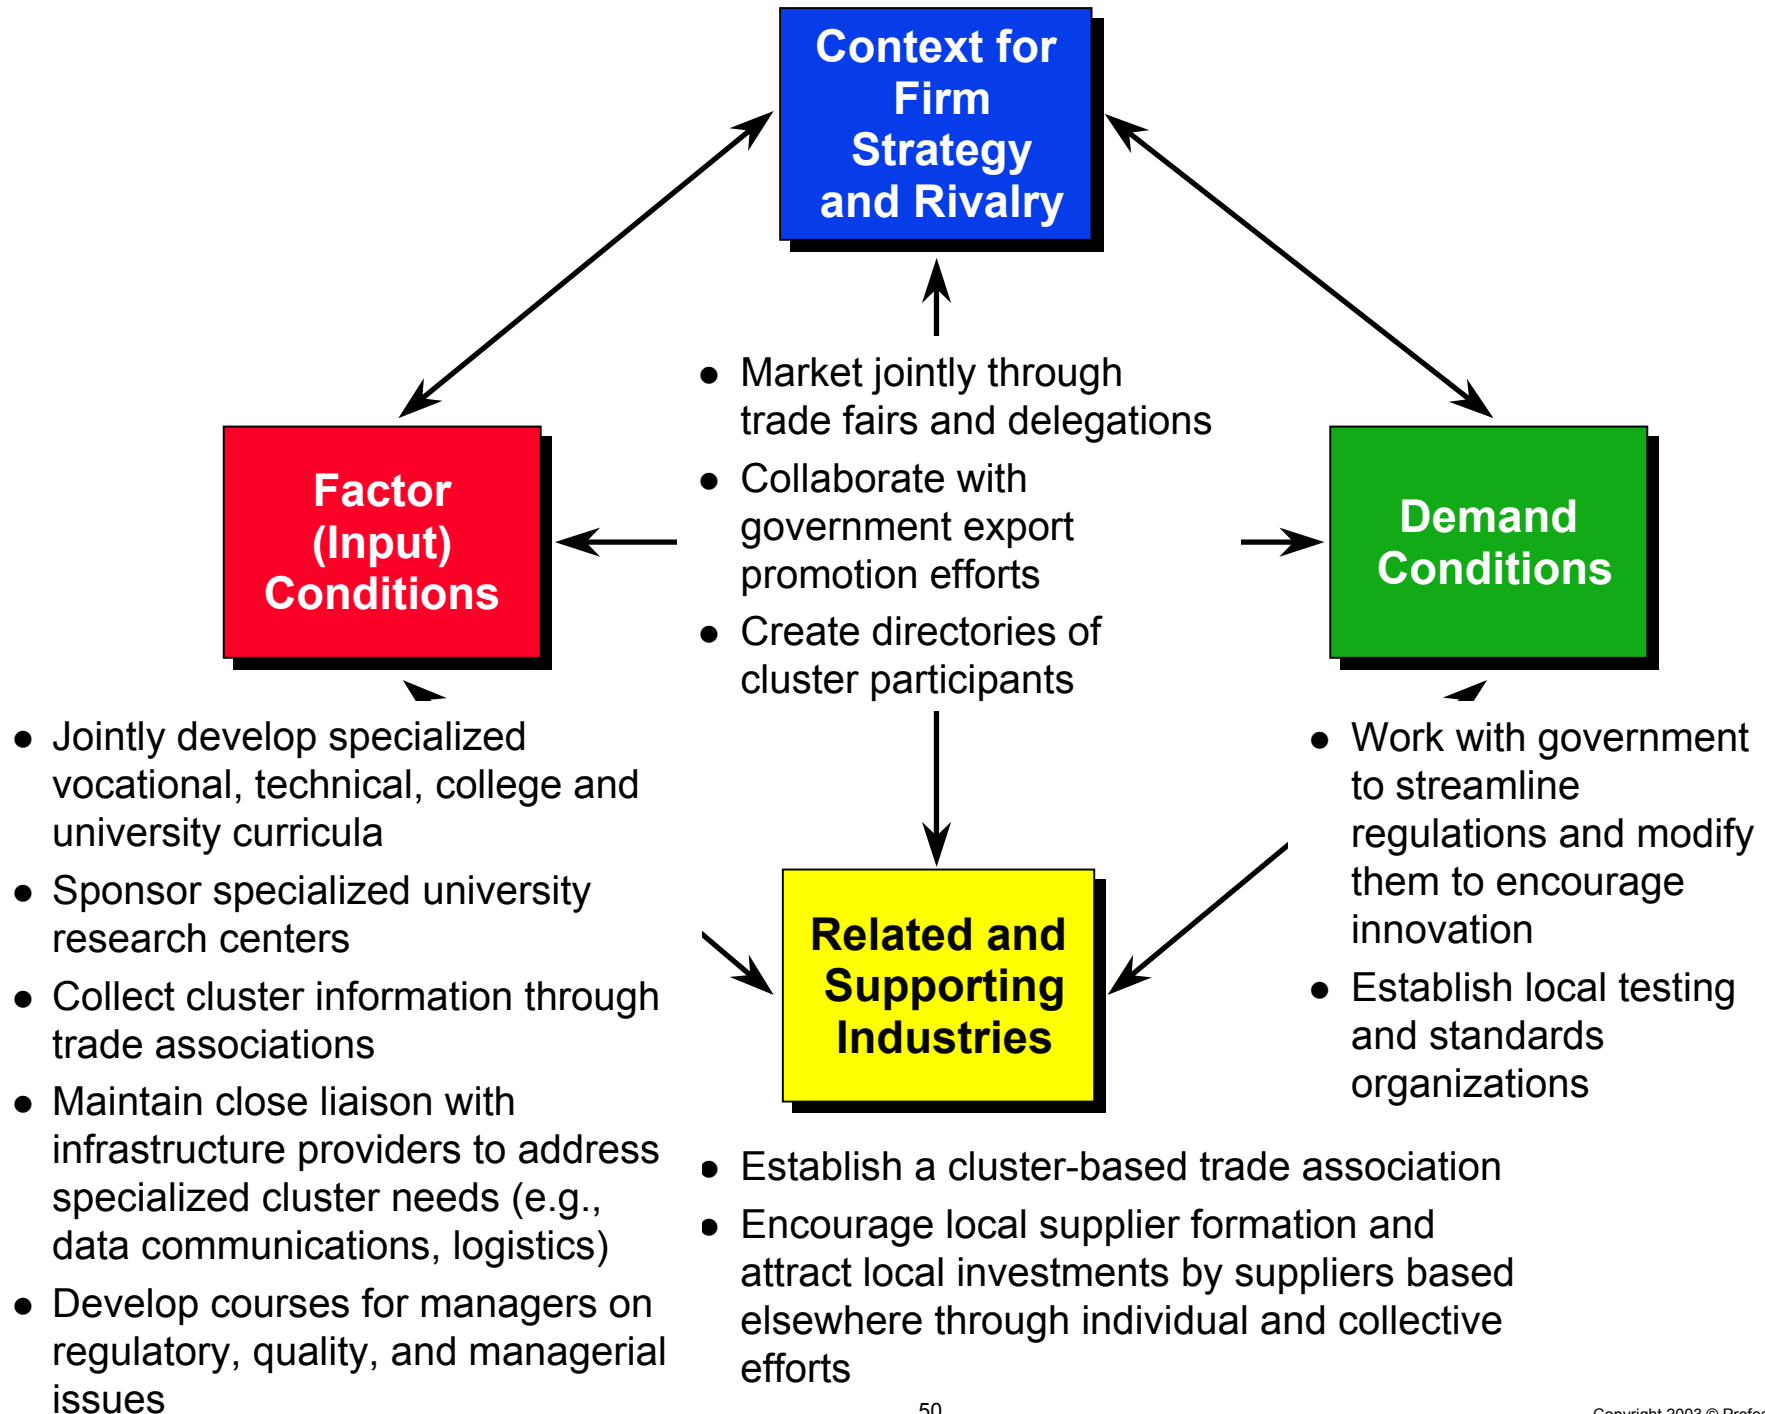 Context for
Firm
Strategy
and Rivalry
● Market jointly through
trade fairs and delegations
● Collaborate with
government export
promotion efforts
● Create directories of
cluster participants
Factor
(Input)
Conditions
Demand
Conditions
● Jointly develop specialized
vocational, technical, college and
university curricula
● Sponsor specialized university
research centers
● Collect cluster information through
trade associations
● Maintain close liaison with
infrastructure providers to address
specialized cluster needs (e.g.,
data communications, logistics)
● Develop courses for managers on
regulatory, quality, and managerial
issues
Related and
Supporting
Industries
● Work with government
to streamline
regulations and modify
them to encourage
innovation
● Establish local testing
and standards
organizations
● Establish a cluster-based trade association
● Encourage local supplier formation and
attract local investments by suppliers based
elsewhere through individual and collective
efforts
50
Copyright 2003 ©